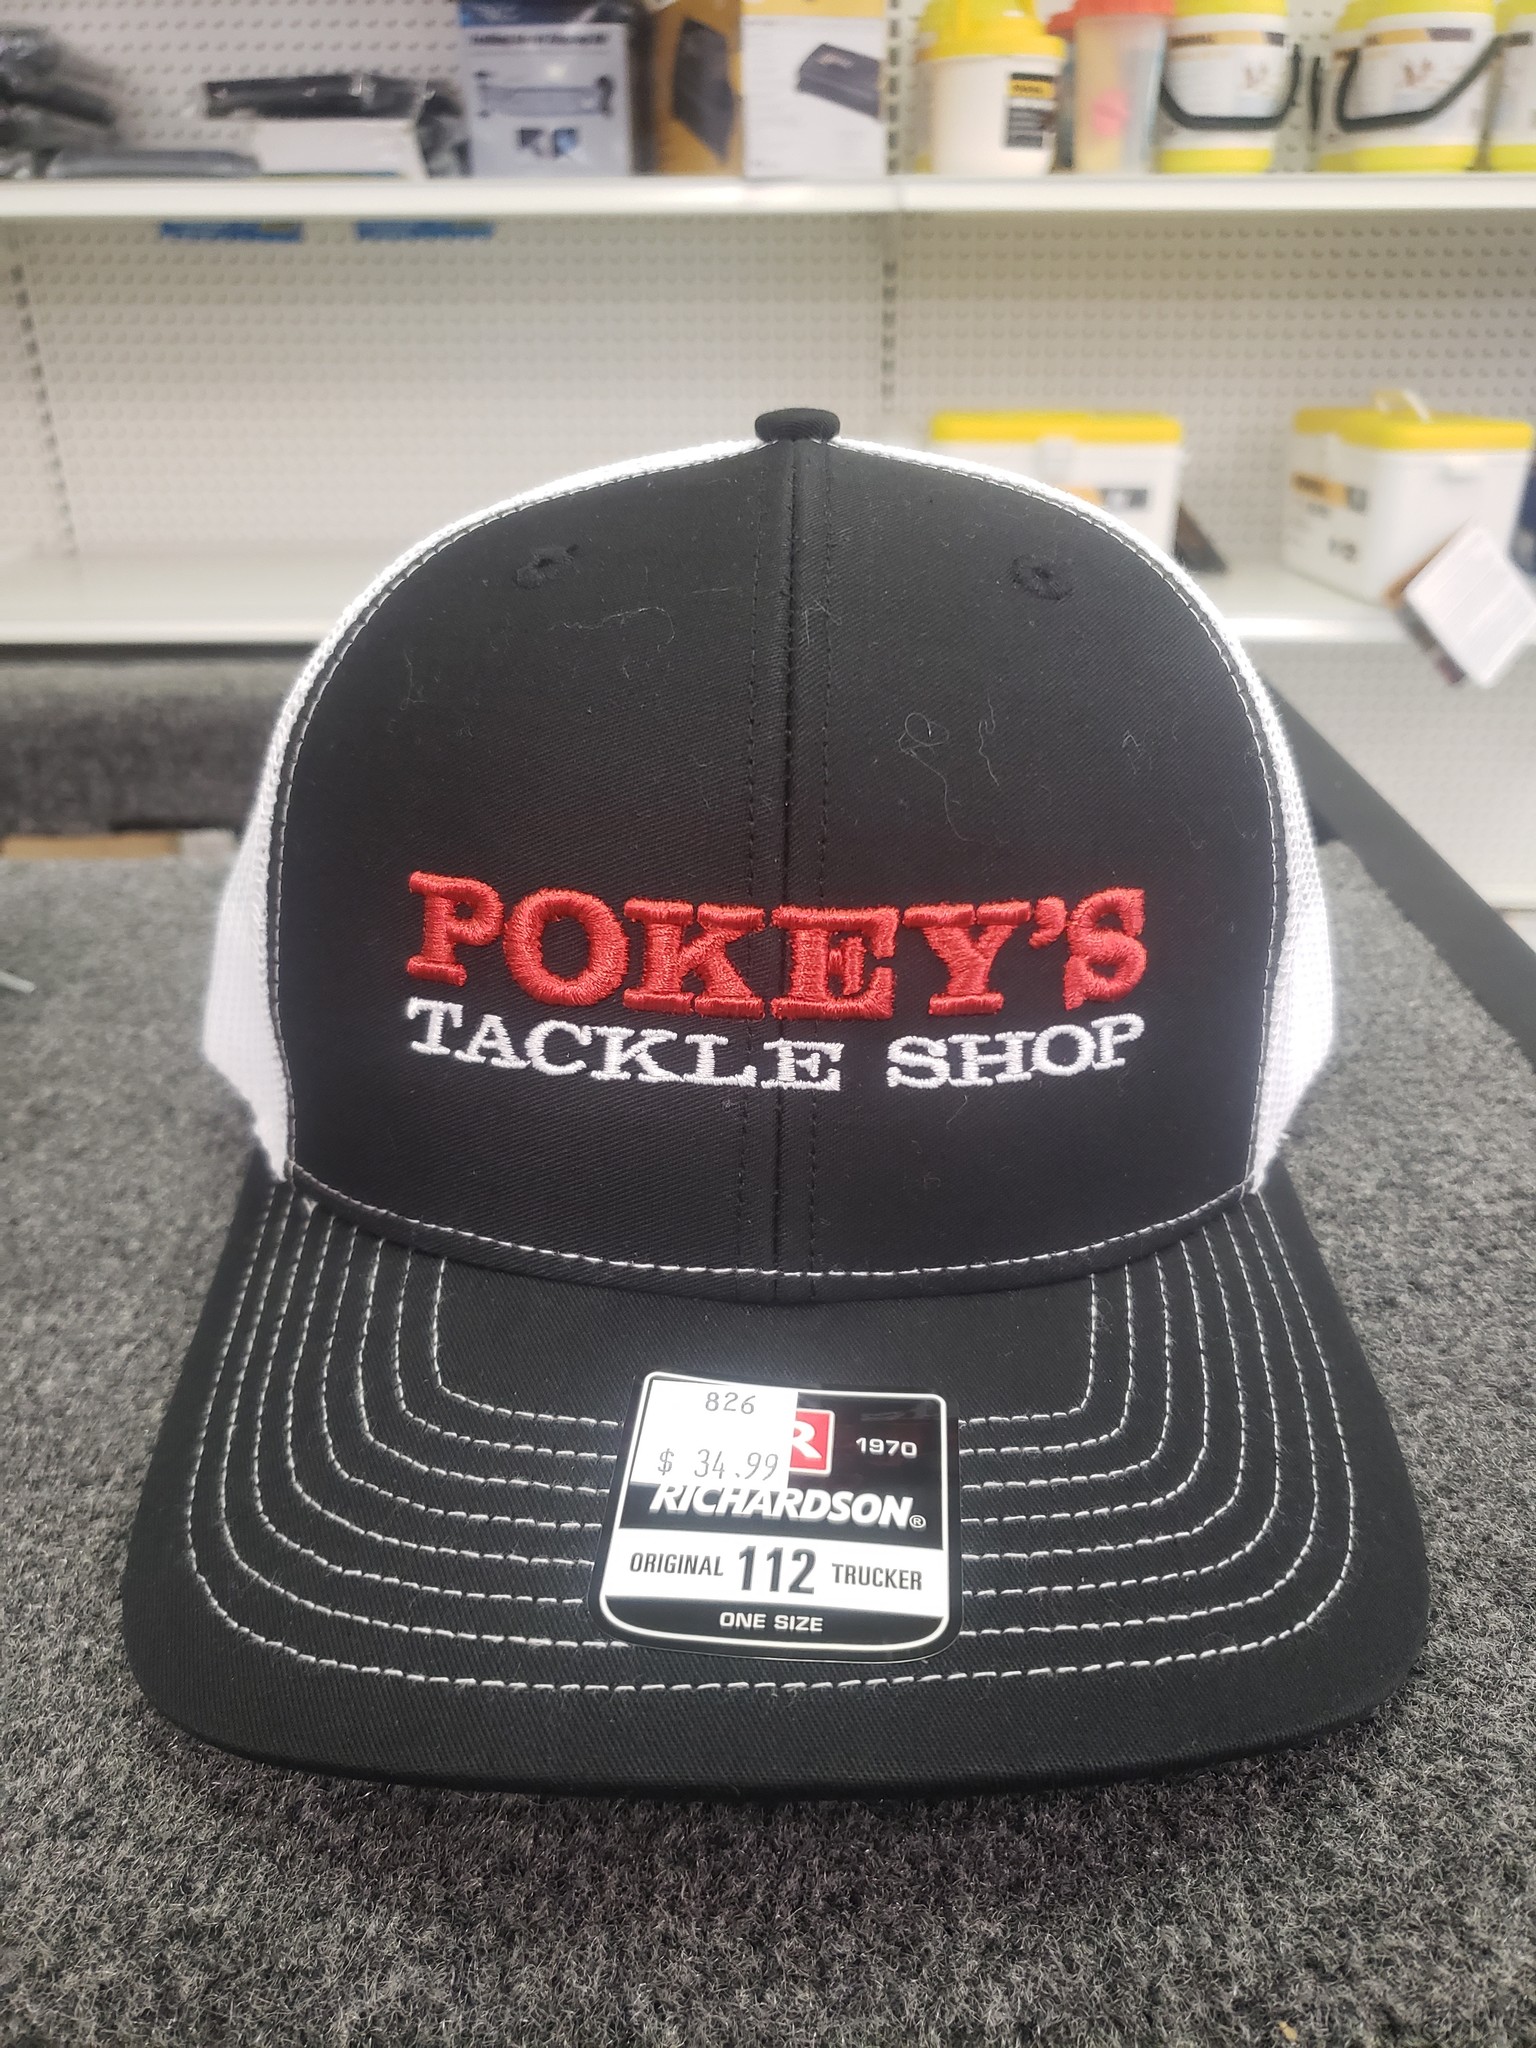 POKEY'S
TACKLE SHOP
826
$ 34.99
R 1970
RICHARDSON®
ORIGINAL 112 TRUCKER
ONE SIZE